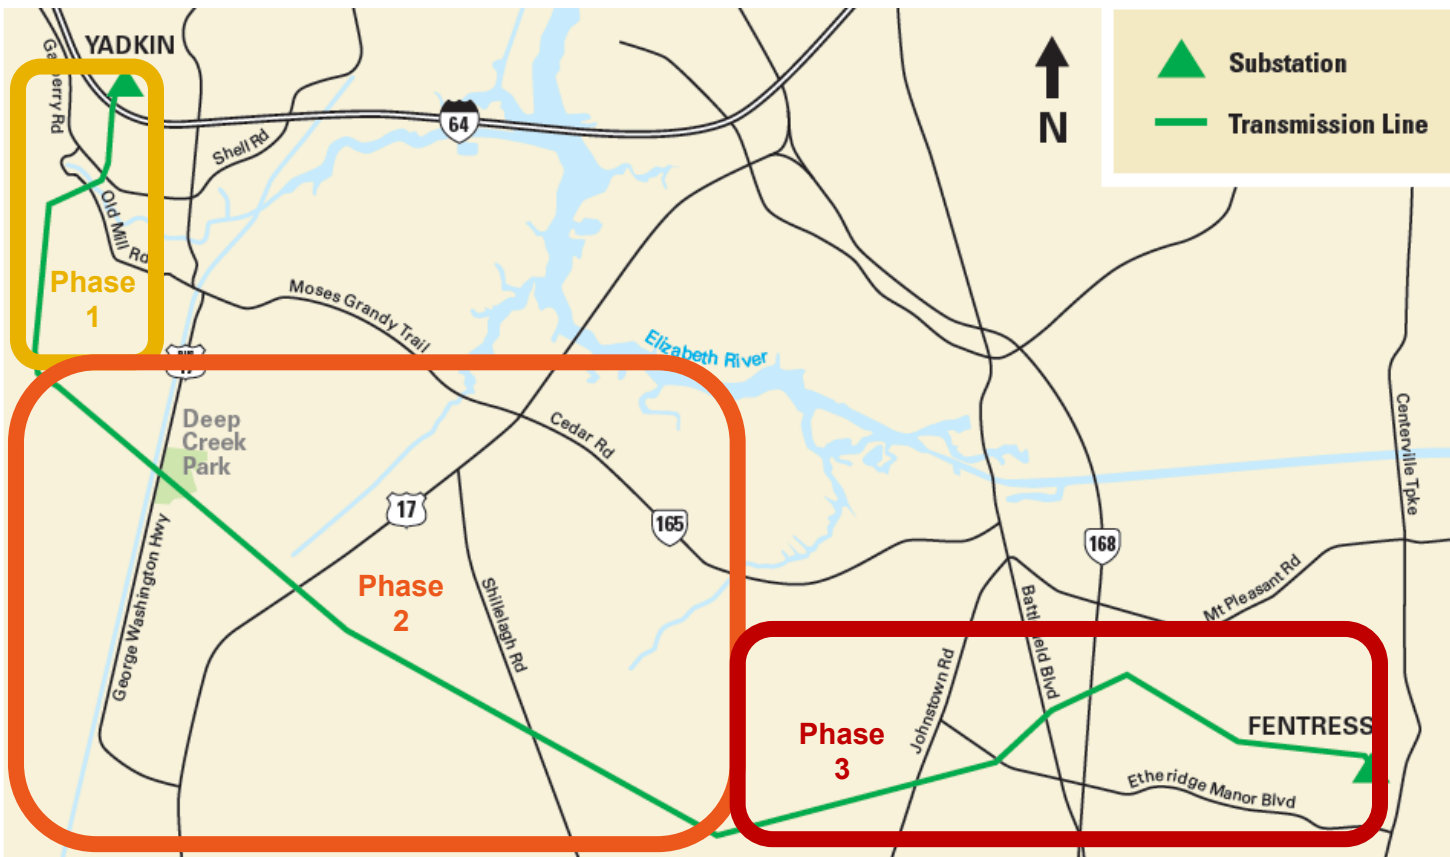 YADKIN
Substation
Transmission Line
N
64
Shell Rd
Old Mill Rd
Phase
1
Moses Grandy Trail
Elizabeth River
17
Deep
Creek
Park
Cedar Rd
Centerville Tpke
17
165
168
George Washington Hwy
Phase
2
Shillelagh Rd
Mt Pleasant Rd
Johnstown Rd
Phase
3
FENTRESS
Etheridge Manor Blvd